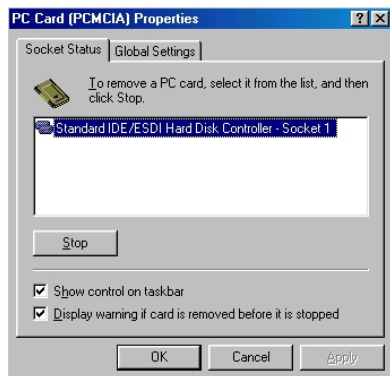 PC Card (PCMCIA) Properties
Socket Status
Global Settings
To remove a PC card, select it from the list, and then
click Stop.
Standard IDE/ESDI Hard Disk Controller - Socket 1
Stop
Show control on taskbar
Display warning if card is removed before it is stopped
OK
Cancel
Apply